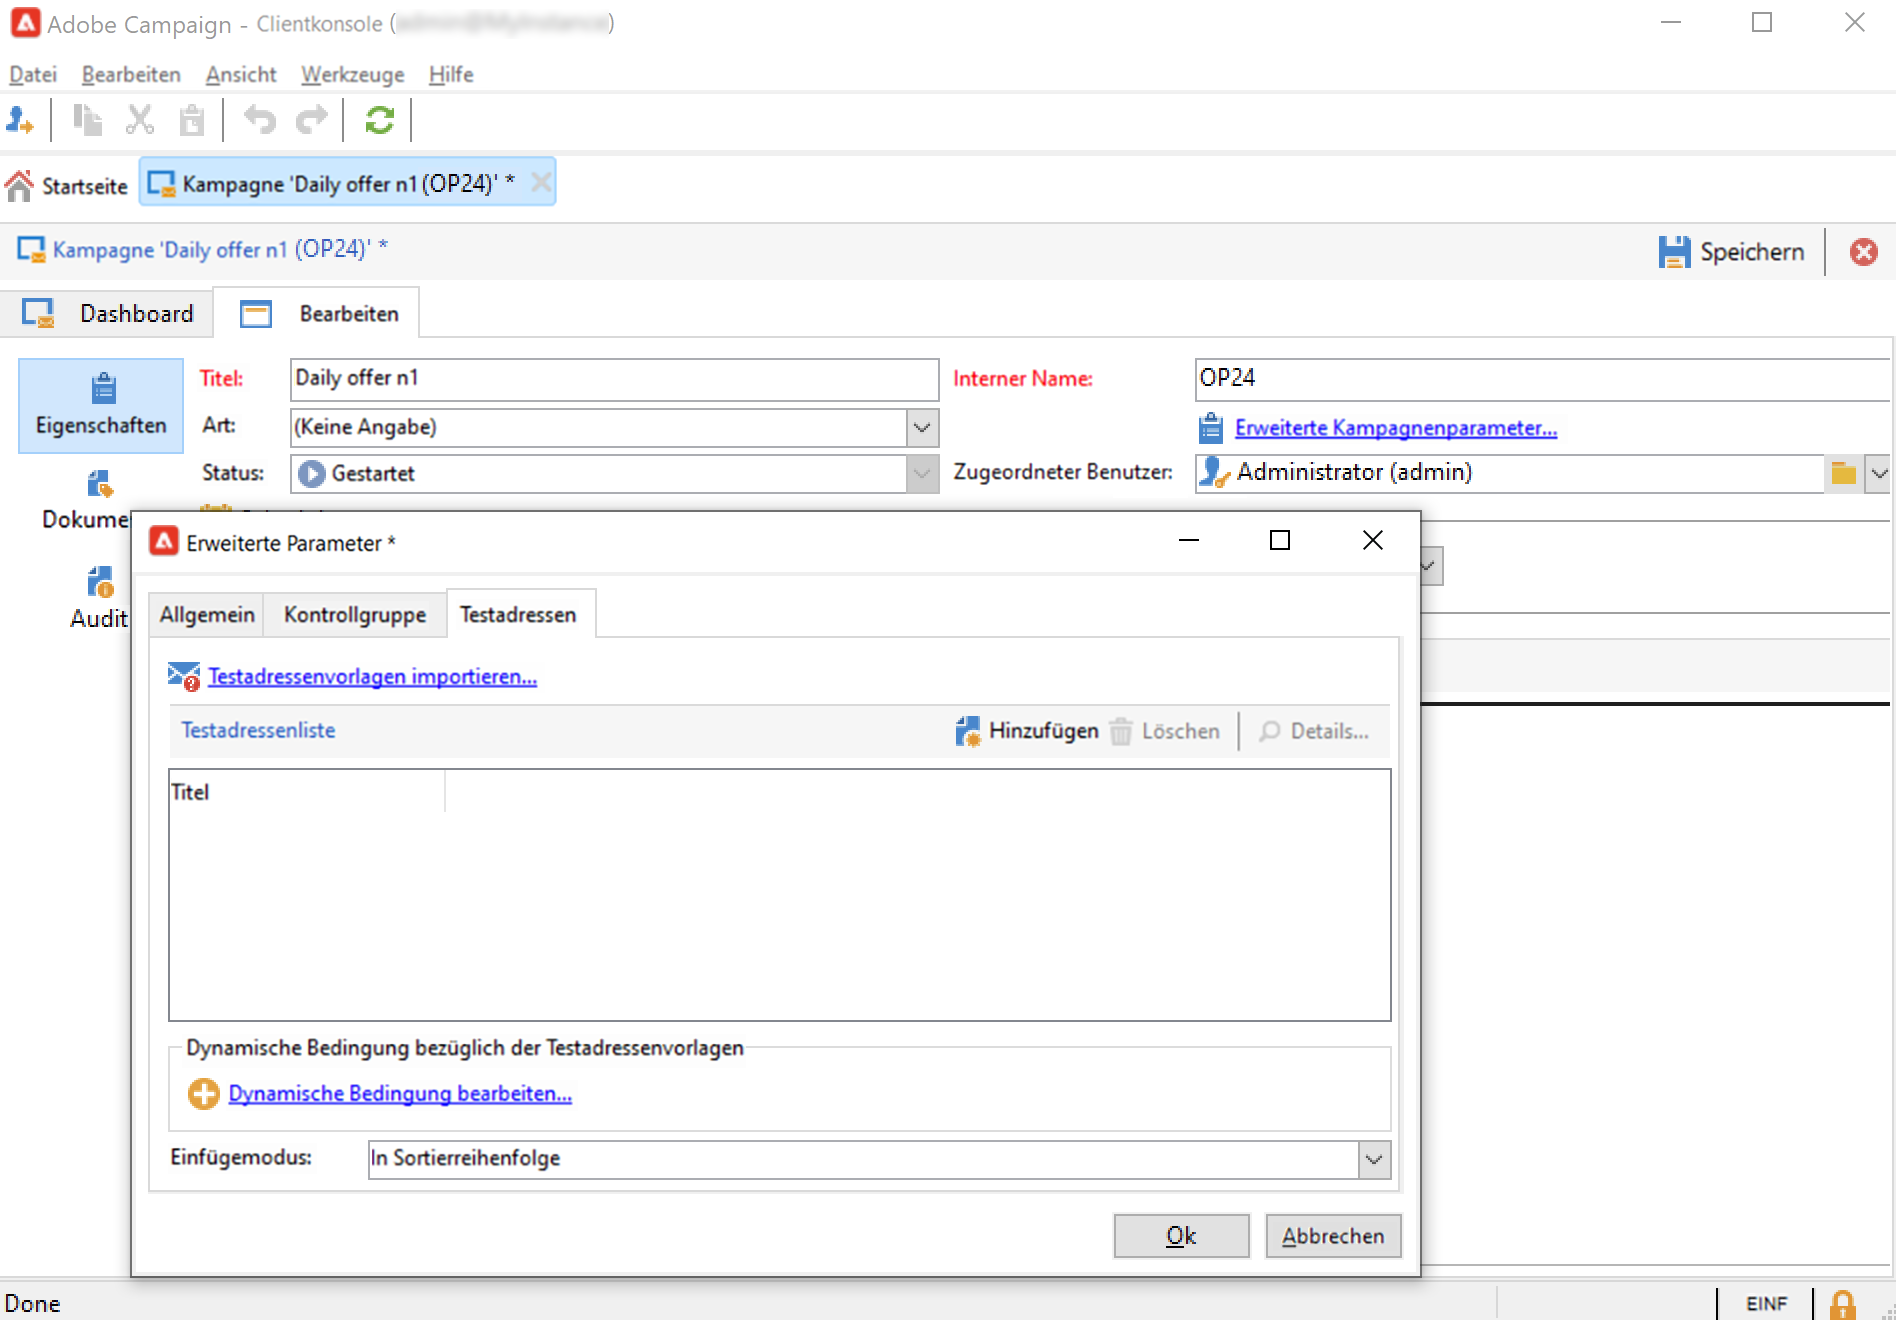 Adobe Campaign - Clientkonsole ( )
Datei Bearbeiten Ansicht Werkzeuge Hilfe
Startseite Kampagne 'Daily offer n1 (OP24)' *
Kampagne 'Daily offer n1 (OP24)' * Speichern
Dashboard Bearbeiten
Eigenschaften
Titel: Daily offer n1 Interner Name: OP24
Art: (Keine Angabe) Erweiterte Kampagnenparameter...
Status: Gestartet Zugeordneter Benutzer: Administrator (admin)
Dokume
Audit
Erweiterte Parameter *
Allgemein Kontrollgruppe Testadressen
Testadressenvorlagen importieren...
Testadressenliste Hinzufügen Löschen Details...
Titel
Dynamische Bedingung bezüglich der Testadressenvorlagen
Dynamische Bedingung bearbeiten...
Einfügemodus: In Sortierreihenfolge
Ok Abbrechen
Done EINF